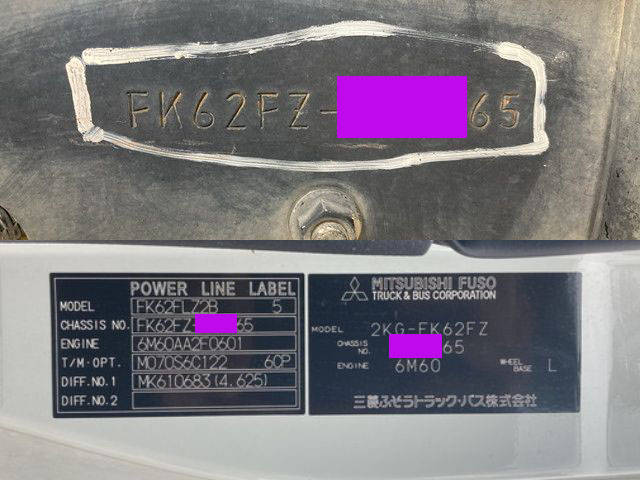 FK62FZ-65
POWER LINE LABEL
MODEL FK62FLZ2B 5
CHASSIS NO. FK62FZ-65
ENGINE 6M60AA2F0601
T/M·OPT. M070S6C122 60P
DIFF.NO.1 MK610683(4.625)
DIFF.NO.2
MITSUBISHI FUSO
TRUCK & BUS CORPORATION
MODEL 2KG-FK62FZ
CHASSIS NO. 65
ENGINE 6M60 WHEEL BASE L
三菱ふそうトラック・バス株式会社